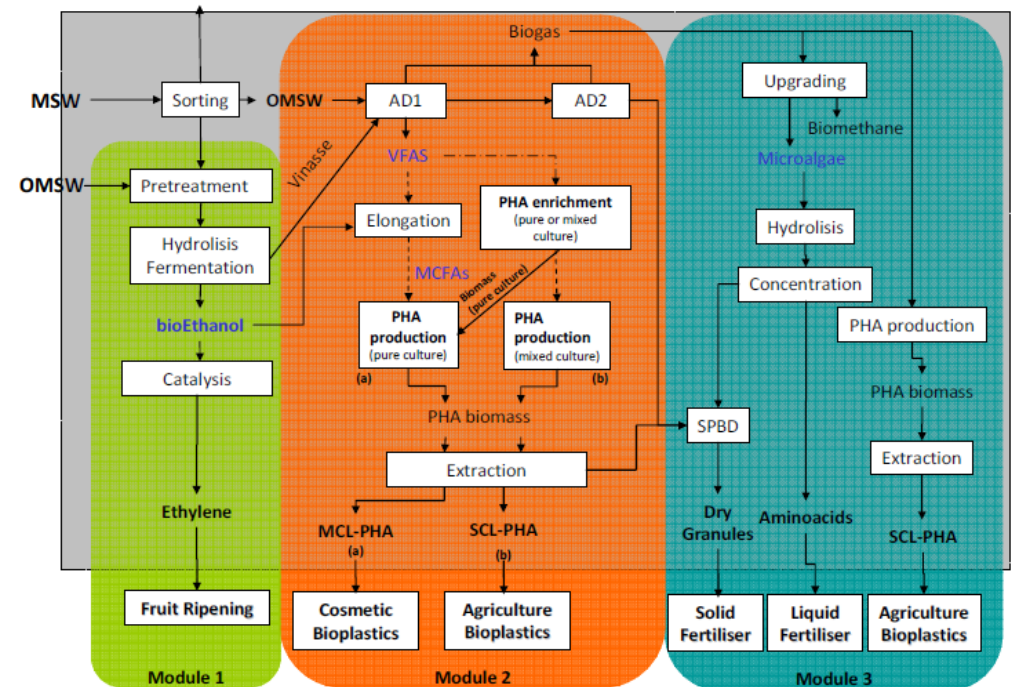 Biogas
MSW
Sorting
OMSW
AD1
AD2
Upgrading
Biomethane
OMSW
Pretreatment
Vinasse
VFAS
Microalgae
Hydrolisis
Fermentation
Elongation
PHA enrichment
(pure or mixed
culture)
Hydrolisis
MCFAs
Biomass
(pure culture)
Concentration
bioEthanol
PHA
production
(pure culture)
(a)
PHA
production
(mixed culture)
(b)
PHA production
Catalysis
PHA biomass
PHA biomass
SPBD
Extraction
Extraction
Ethylene
MCL-PHA
(a)
SCL-PHA
(b)
Dry
Granules
Aminoacids
SCL-PHA
Fruit Ripening
Cosmetic
Bioplastics
Agriculture
Bioplastics
Solid
Fertiliser
Liquid
Fertiliser
Agriculture
Bioplastics
Module 1
Module 2
Module 3